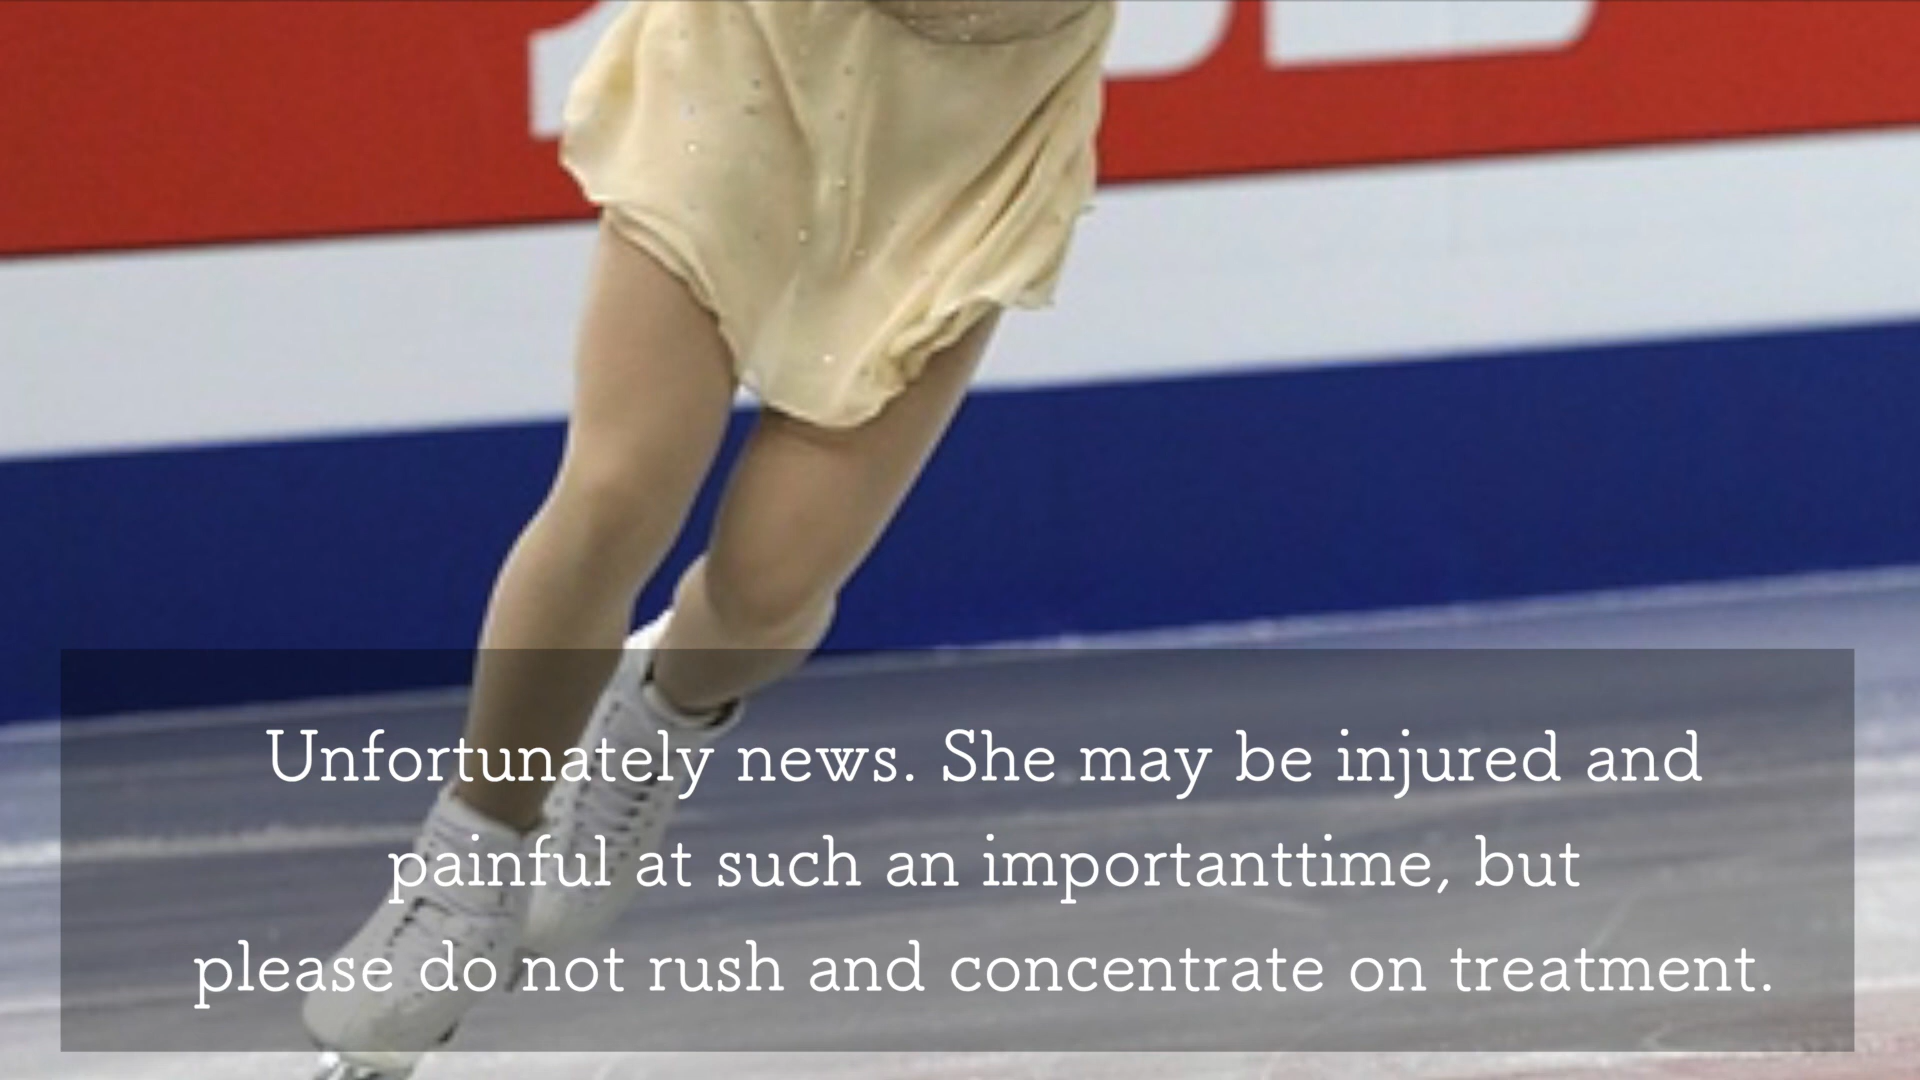 Unfortunately news. She may be injured and
painful at such an importanttime, but
please do not rush and concentrate on treatment.